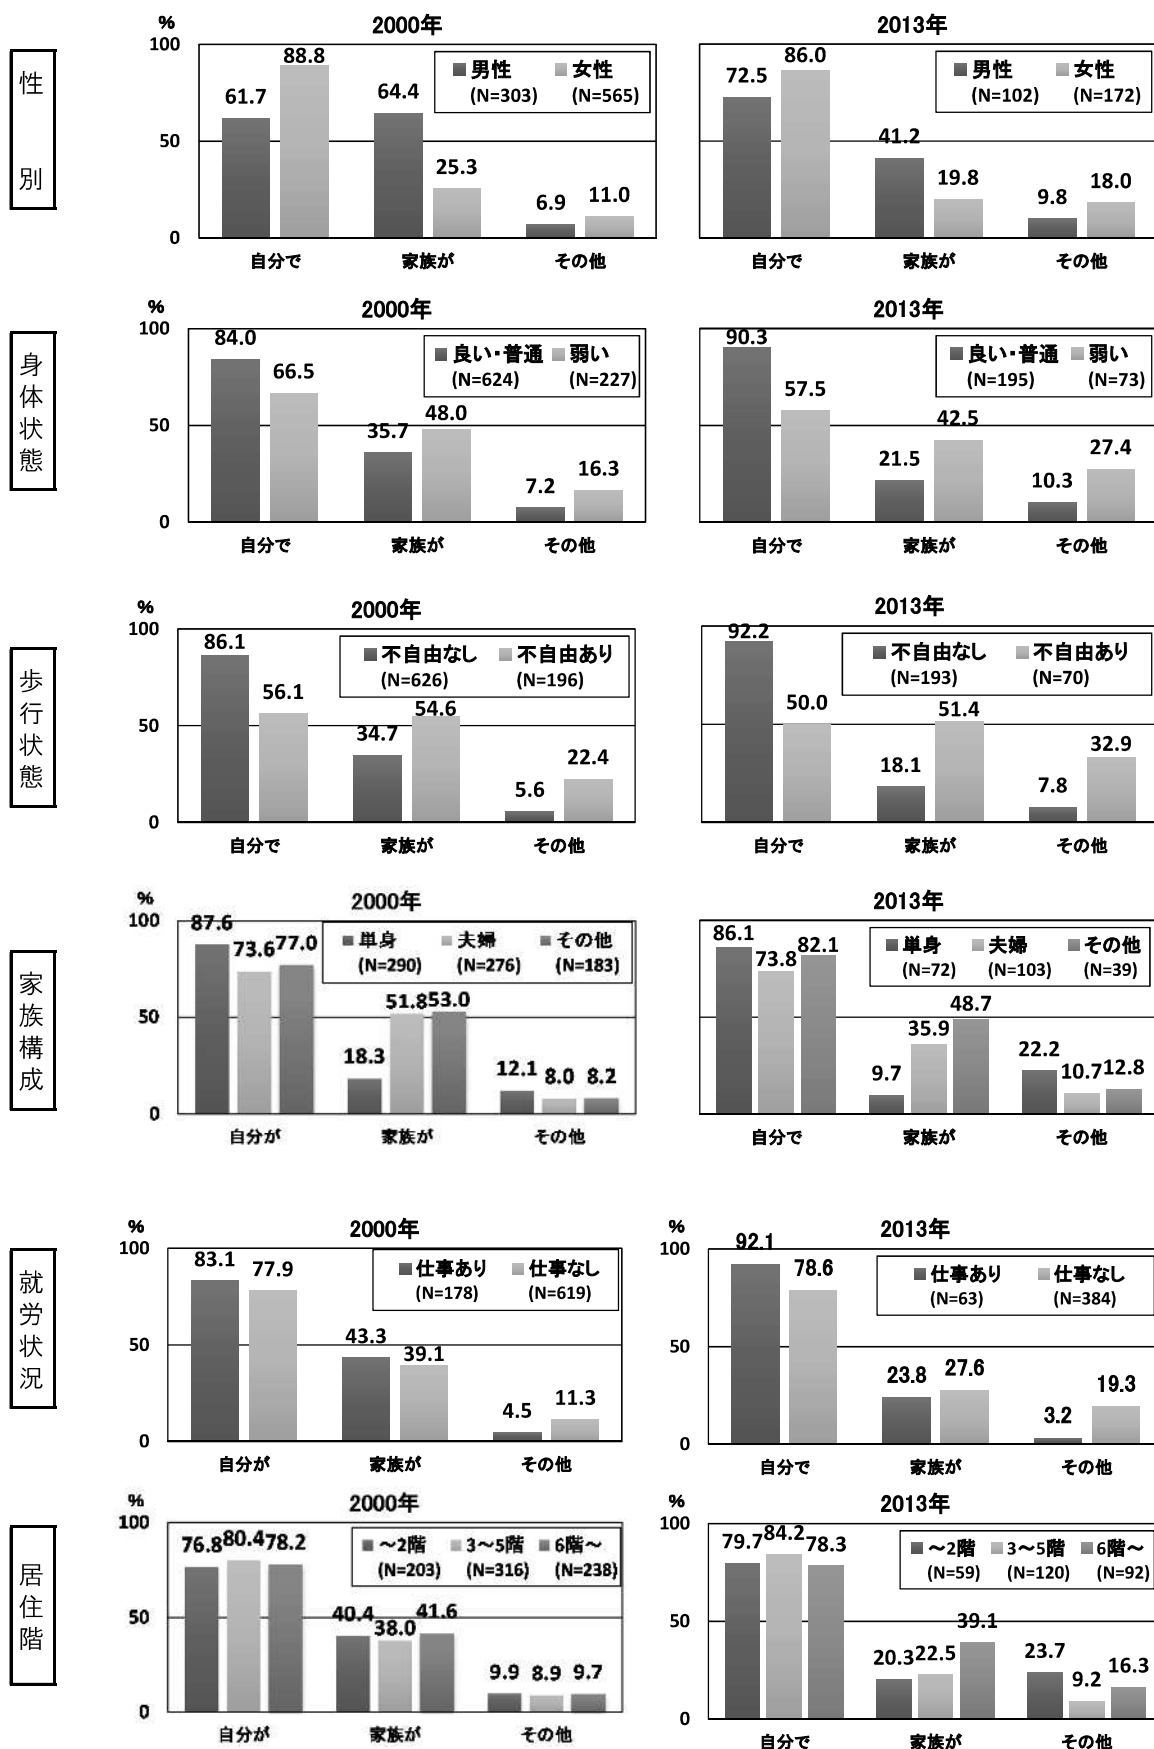 性別
2000年
%
100
50
0
男性 女性
(N=303) (N=565)
61.7 88.8 64.4 25.3 6.9 11.0
自分で 家族が その他
2013年
男性 女性
(N=102) (N=172)
72.5 86.0 41.2 19.8 9.8 18.0
自分で 家族が その他
身体状態
2000年
%
100
50
0
良い・普通 弱い
(N=624) (N=227)
84.0 66.5 35.7 48.0 7.2 16.3
自分で 家族が その他
2013年
良い・普通 弱い
(N=195) (N=73)
90.3 57.5 21.5 42.5 10.3 27.4
自分で 家族が その他
歩行状態
2000年
%
100
50
0
不自由なし 不自由あり
(N=626) (N=196)
86.1 56.1 34.7 54.6 5.6 22.4
自分で 家族が その他
2013年
不自由なし 不自由あり
(N=193) (N=70)
92.2 50.0 18.1 51.4 7.8 32.9
自分で 家族が その他
家族構成
2000年
%
100
50
0
単身 夫婦 その他
(N=290) (N=276) (N=183)
87.6 73.6 77.0 18.3 51.8 53.0 12.1 8.0 8.2
自分が 家族が その他
2013年
単身 夫婦 その他
(N=72) (N=103) (N=39)
86.1 73.8 82.1 9.7 35.9 48.7 22.2 10.7 12.8
自分で 家族が その他
就労状況
2000年
%
100
50
0
仕事あり 仕事なし
(N=178) (N=619)
83.1 77.9 43.3 39.1 4.5 11.3
自分が 家族が その他
2013年
%
100
50
0
仕事あり 仕事なし
(N=63) (N=384)
92.1 78.6 23.8 27.6 3.2 19.3
自分で 家族が その他
居住階
2000年
%
100
50
0
～2階 3～5階 6階～
(N=203) (N=316) (N=238)
76.8 80.4 78.2 40.4 38.0 41.6 9.9 8.9 9.7
自分が 家族が その他
2013年
%
100
50
0
～2階 3～5階 6階～
(N=59) (N=120) (N=92)
79.7 84.2 78.3 20.3 22.5 39.1 23.7 9.2 16.3
自分で 家族が その他